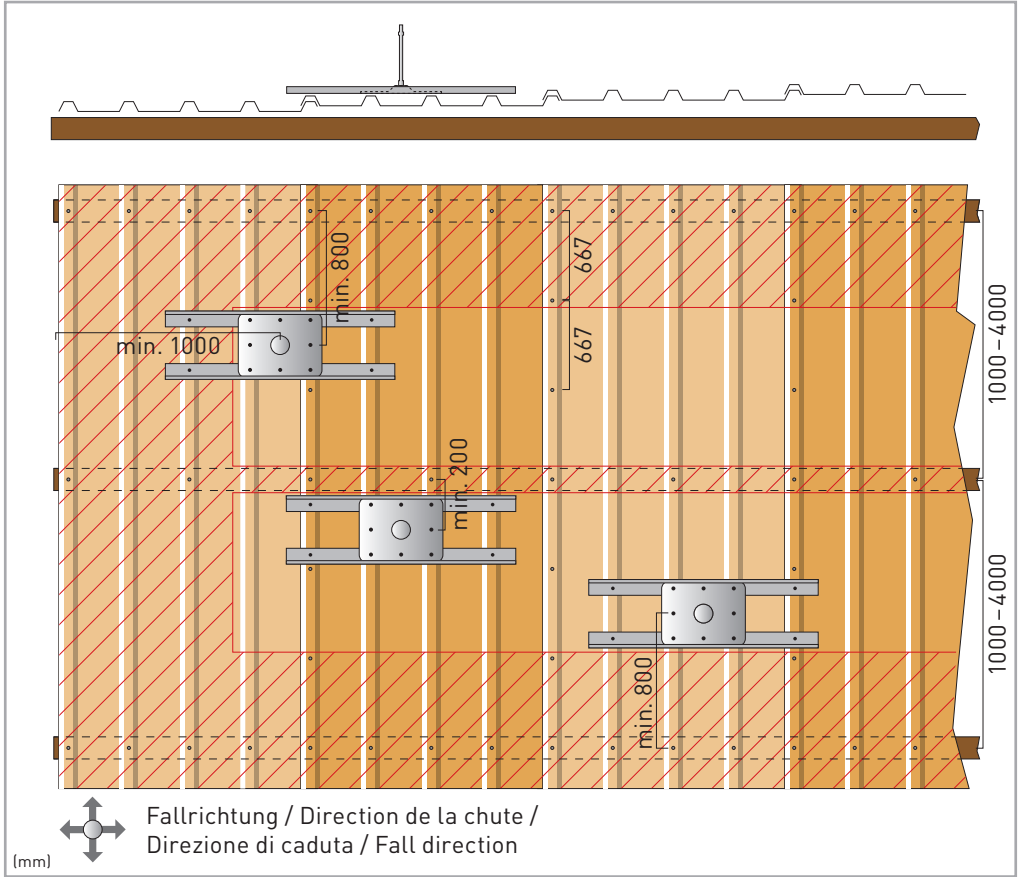 min. 800
667
min. 1000
667
1000 – 4000
min. 200
1000 – 4000
min. 800
Fallrichtung / Direction de la chute /
Direzione di caduta / Fall direction
(mm)